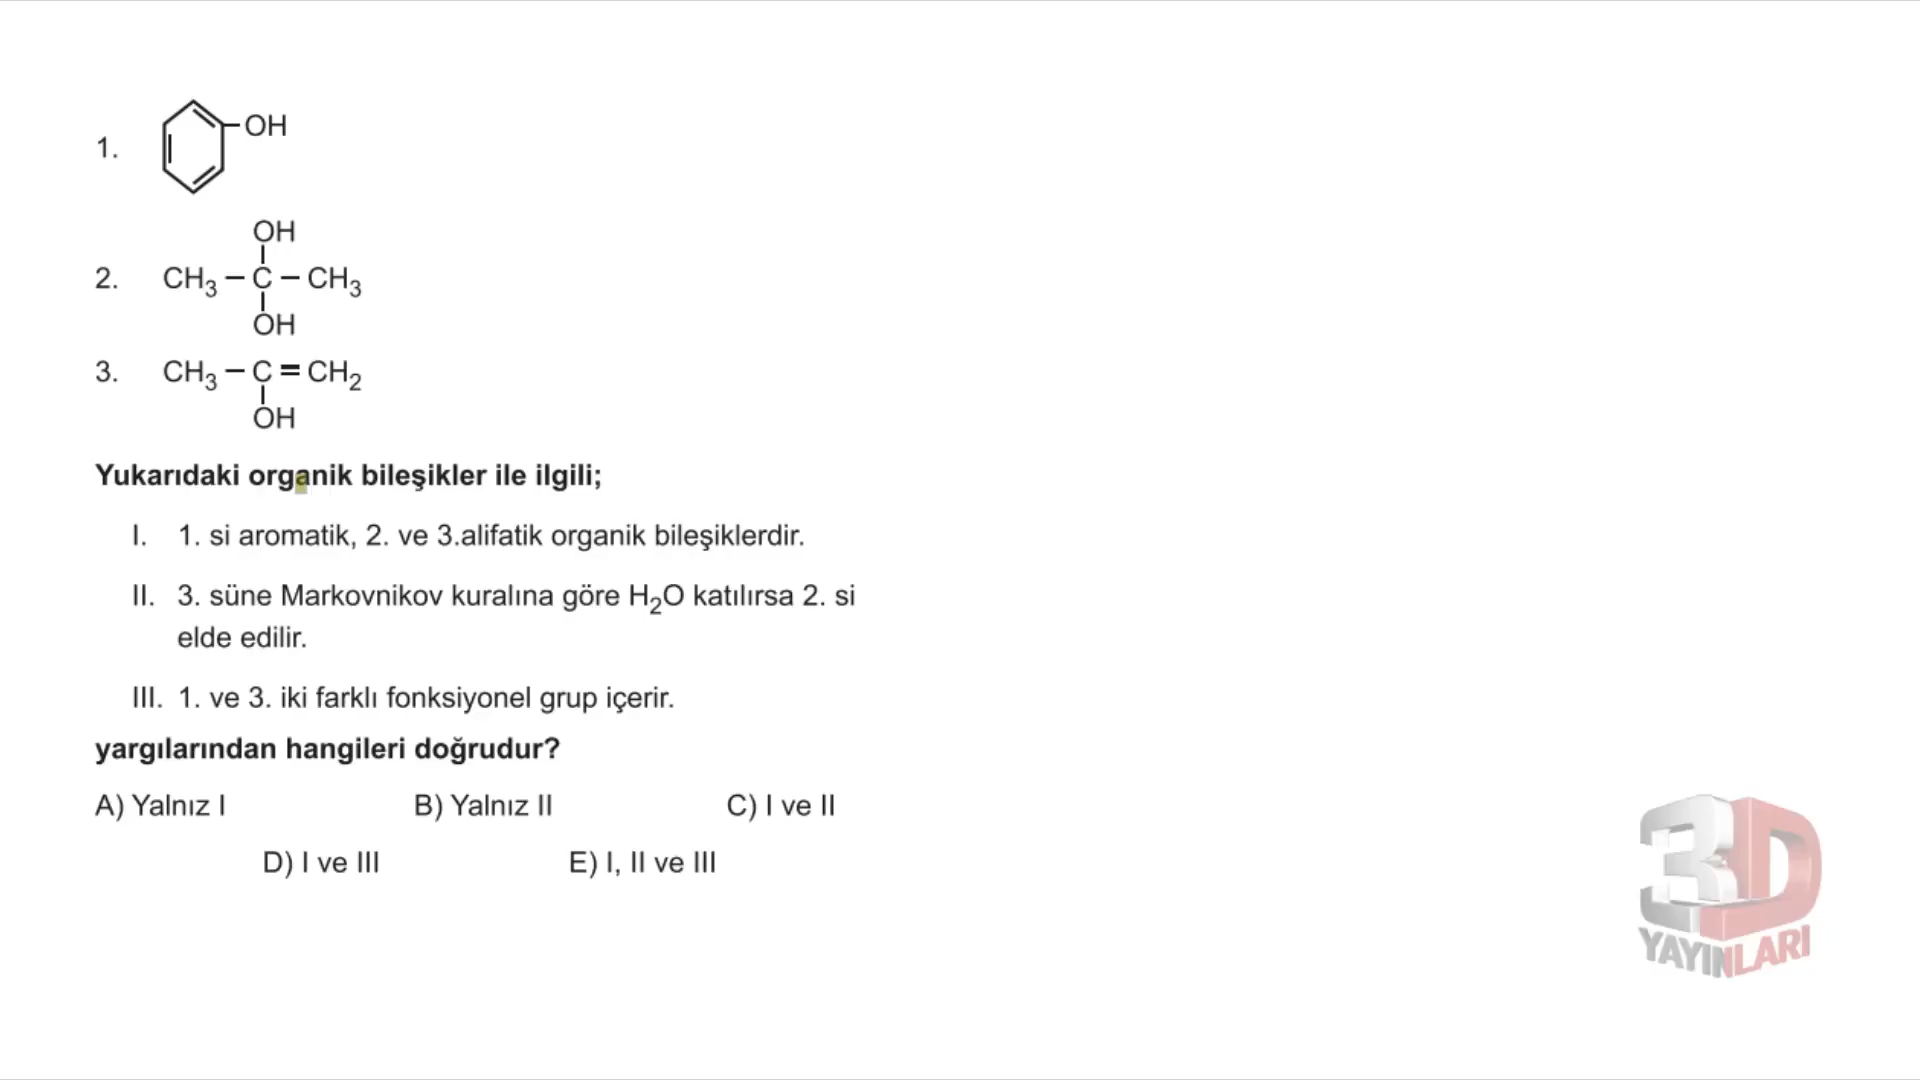 1. OH
OH
2. CH₃ – C – CH₃
OH
3. CH₃ – C = CH₂
OH
Yukarıdaki organik bileşikler ile ilgili;
I. 1. si aromatik, 2. ve 3.alifatik organik bileşiklerdir.
II. 3. süne Markovnikov kuralına göre H₂O katılırsa 2. si
elde edilir.
III. 1. ve 3. iki farklı fonksiyonel grup içerir.
yargılarından hangileri doğrudur?
A) Yalnız I B) Yalnız II C) I ve II
D) I ve III E) I, II ve III
3D
YAYINLARI